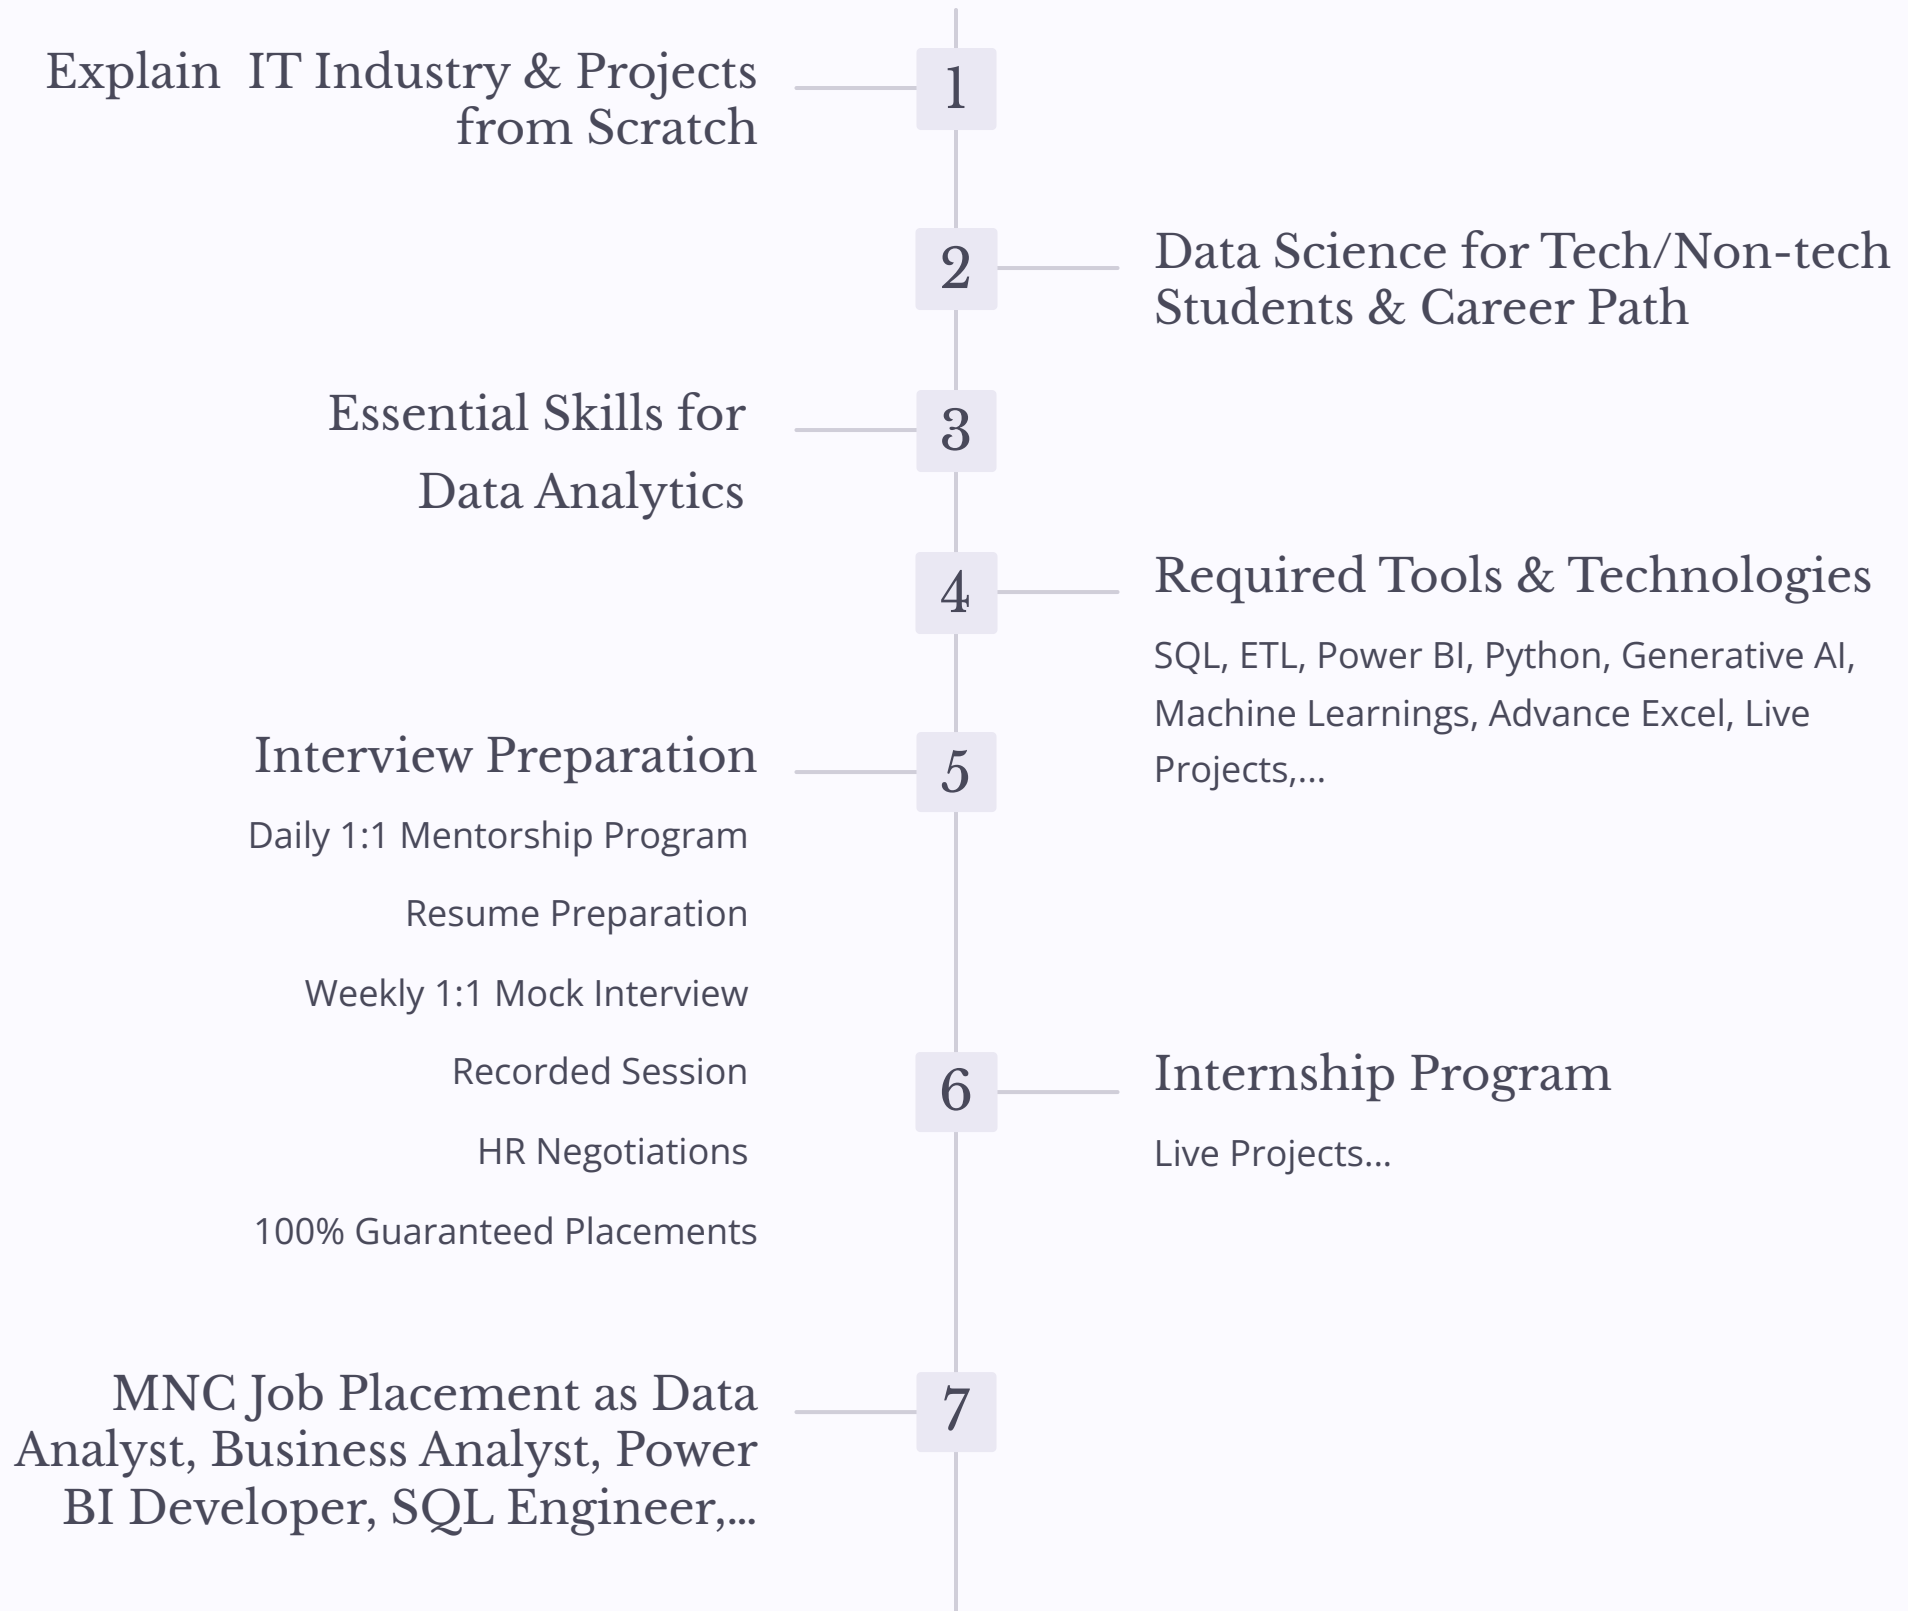 Explain  IT Industry & Projects
from Scratch
1
2
Data Science for Tech/Non-tech
Students & Career Path
Essential Skills for
Data Analytics
3
4
Required Tools & Technologies
SQL, ETL, Power BI, Python, Generative AI,
Machine Learnings, Advance Excel, Live
Projects,...
Interview Preparation
5
Daily 1:1 Mentorship Program
Resume Preparation
Weekly 1:1 Mock Interview
Recorded Session
HR Negotiations
100% Guaranteed Placements
6
Internship Program
Live Projects...
MNC Job Placement as Data
Analyst, Business Analyst, Power
BI Developer, SQL Engineer,...
7